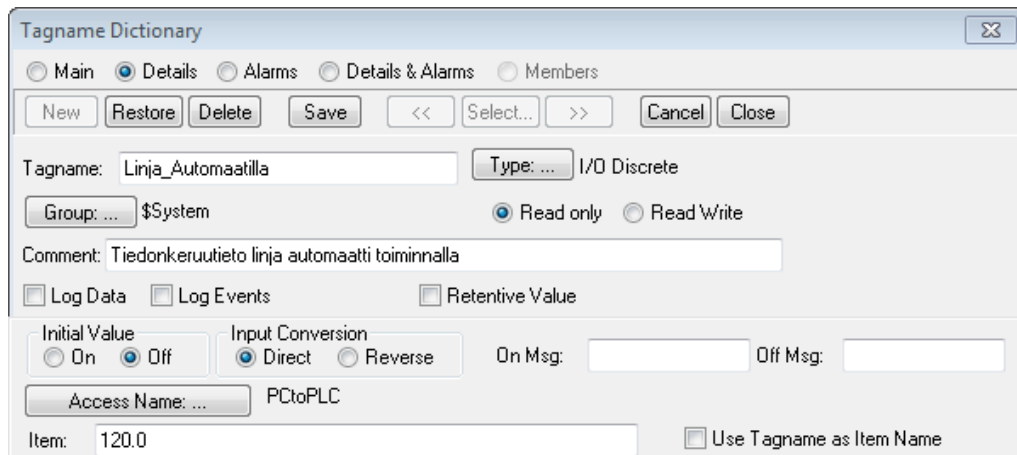 Tagname Dictionary
Main Details Alarms Details & Alarms Members
New Restore Delete Save << Select... >> Cancel Close
Tagname: Linja_Automaatilla Type: ... I/O Discrete
Group: ... $System Read only Read Write
Comment: Tiedonkeruutieto linja automaatti toiminnalla
Log Data Log Events Retentive Value
Initial Value Input Conversion
On Off Direct Reverse On Msg: Off Msg:
Access Name: ... PCtoPLC
Item: 120.0 Use Tagname as Item Name